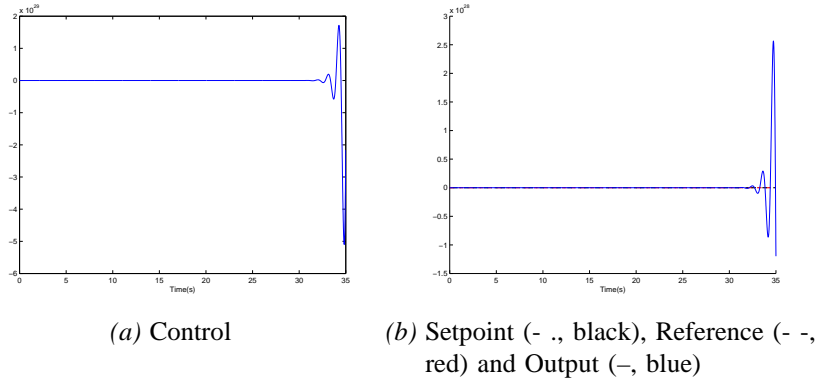 x 10^29
2
1
0
−1
−2
−3
−4
−5
−6
0 5 10 15 20 25 30 35
Time(s)
x 10^28
3
2.5
2
1.5
1
0.5
0
−0.5
−1
−1.5
0 5 10 15 20 25 30 35
Time(s)
(a) Control
(b) Setpoint (- ., black), Reference (- -,
red) and Output (–, blue)